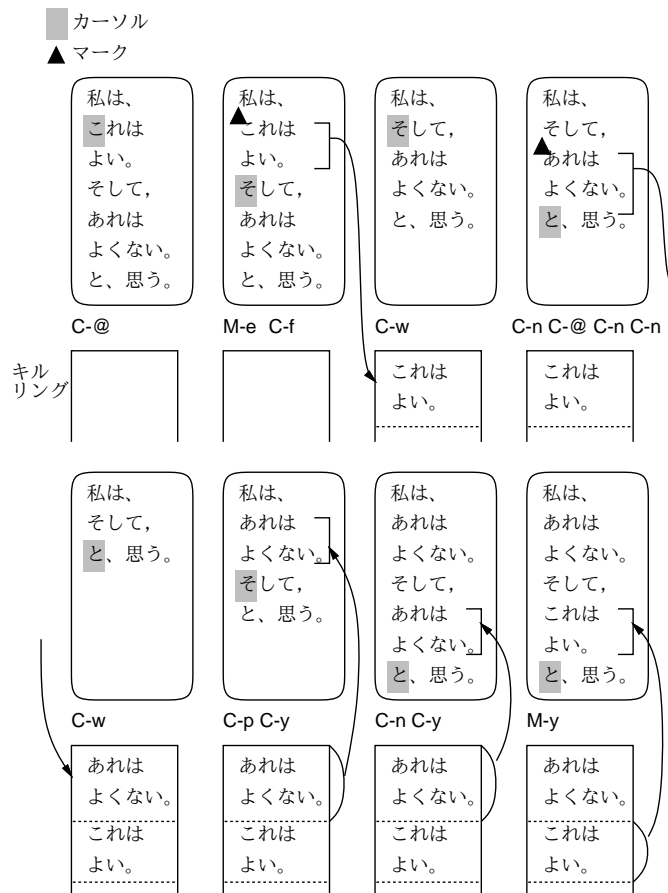 カーソル
マーク
私は、
これは
よい。
そして，
あれは
よくない。
と、思う。
C-@
私は、
これは
よい。
そして，
あれは
よくない。
と、思う。
M-e C-f
私は、
そして，
あれは
よくない。
と、思う。
C-w
私は、
そして，
あれは
よくない。
と、思う。
C-n C-@ C-n C-n
キル
リング
これは
よい。
これは
よい。
私は、
そして，
と、思う。
C-w
私は、
あれは
よくない。
そして，
と、思う。
C-p C-y
私は、
あれは
よくない。
そして，
あれは
よくない。
と、思う。
C-n C-y
私は、
あれは
よくない。
そして，
これは
よい。
と、思う。
M-y
あれは
よくない。
これは
よい。
あれは
よくない。
これは
よい。
あれは
よくない。
これは
よい。
あれは
よくない。
これは
よい。